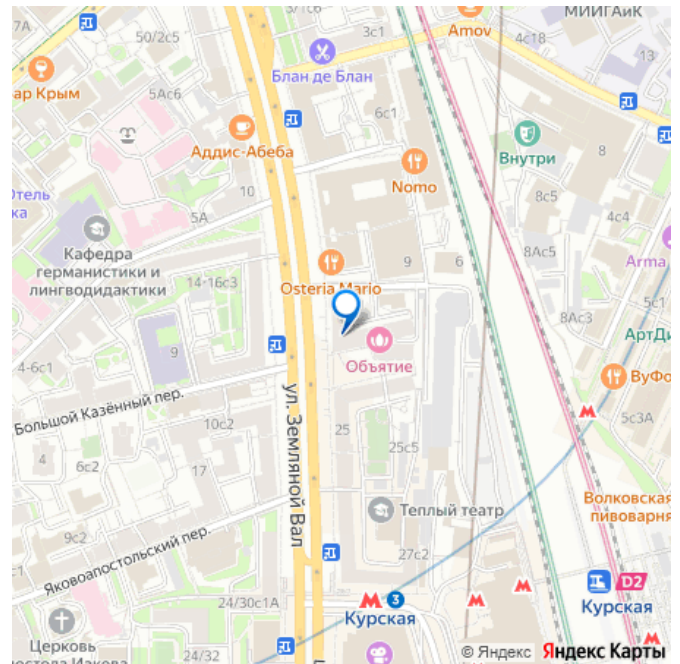 7А
50/2с5
3с1
Amov
МИИГАиК
4с18
13
Блан де Блан
ар Крым
5Ас6
6с1
Аддис-Абеба
Внутри
8
10
Nomo
8с5
Отель
ка
5А
4с4
Кафедра
германистики и
лингводидактики
8Ас5
Arma
9
6
14-16с3
Osteria Mario
5с1
8Ас3
АртДи
Объятие
9
4-6с1
ВуФо
Большой Казённый пер.
10с2
5с3А
25
25с5
ул. Земляной Вал
4
6с2
17
Волковская
пивоварня
Теплый театр
9с2
Яковоапостольский пер.
27с2
D2
24/30с1А
3
Курская
Курская
Церковь
остола Иакова
24/32
© Яндекс Яндекс Карты